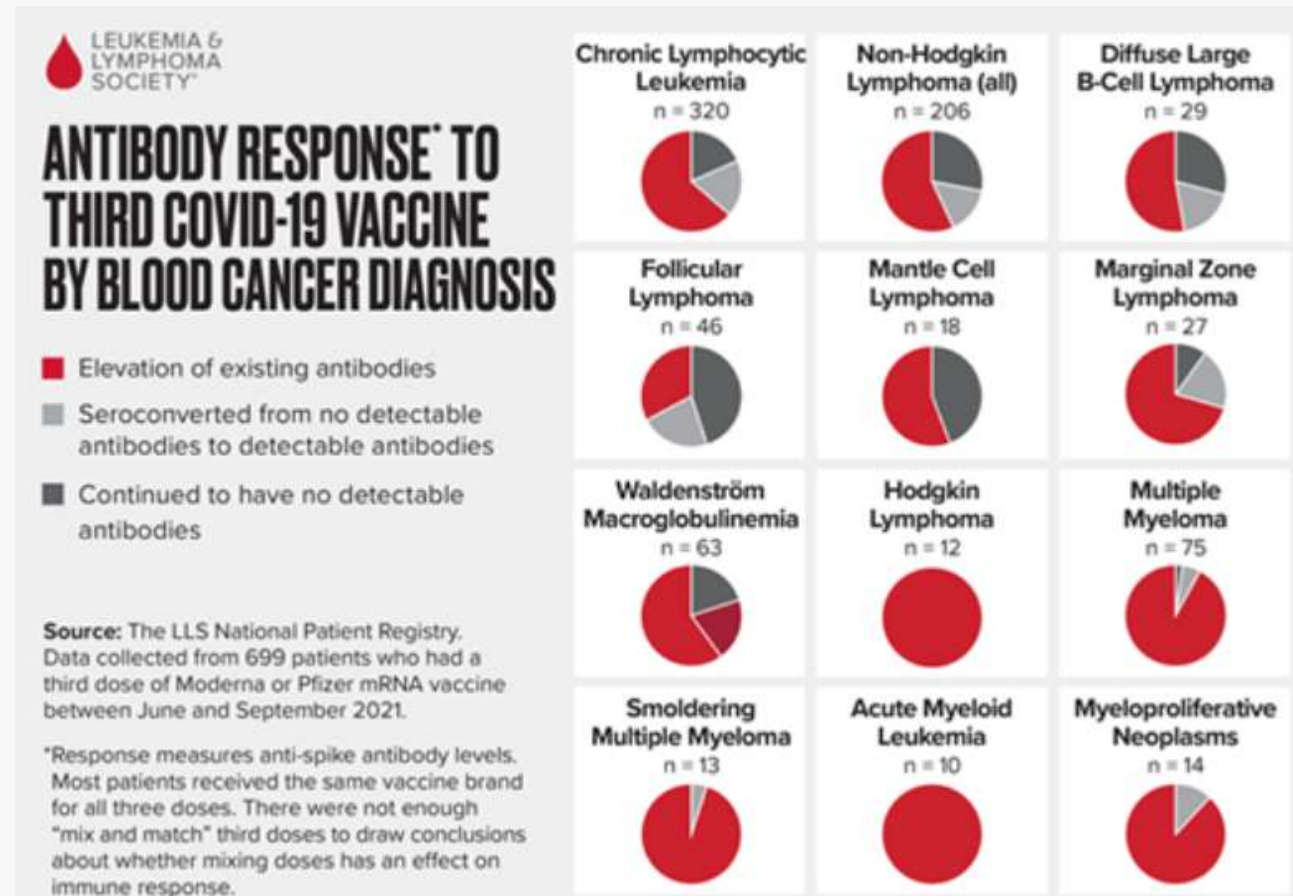 LEUKEMIA &
LYMPHOMA
SOCIETY®
ANTIBODY RESPONSE* TO
THIRD COVID-19 VACCINE
BY BLOOD CANCER DIAGNOSIS
Elevation of existing antibodies
Seroconverted from no detectable
antibodies to detectable antibodies
Continued to have no detectable
antibodies
Source: The LLS National Patient Registry.
Data collected from 699 patients who had a
third dose of Moderna or Pfizer mRNA vaccine
between June and September 2021.
*Response measures anti-spike antibody levels.
Most patients received the same vaccine brand
for all three doses. There were not enough
“mix and match” third doses to draw conclusions
about whether mixing doses has an effect on
immune response.
Chronic Lymphocytic
Leukemia
n = 320
Non-Hodgkin
Lymphoma (all)
n = 206
Diffuse Large
B-Cell Lymphoma
n = 29
Follicular
Lymphoma
n = 46
Mantle Cell
Lymphoma
n = 18
Marginal Zone
Lymphoma
n = 27
Waldenström
Macroglobulinemia
n = 63
Hodgkin
Lymphoma
n = 12
Multiple
Myeloma
n = 75
Smoldering
Multiple Myeloma
n = 13
Acute Myeloid
Leukemia
n = 10
Myeloproliferative
Neoplasms
n = 14